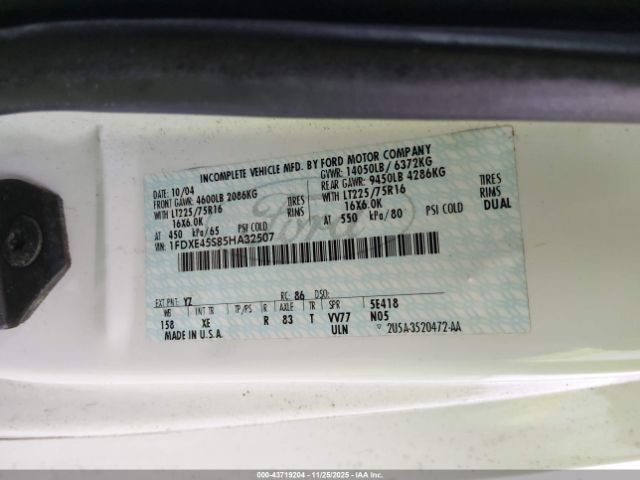 INCOMPLETE VEHICLE MFD. BY FORD MOTOR COMPANY
DATE: 10/04 GVWR: 14050LB/ 6372KG
FRONT GAWR: 4600LB 2086KG REAR GAWR: 9450LB 4286KG
WITH LT225/75R16 TIRES WITH LT225/75R16 TIRES
16X6.0K RIMS 16X6.0K RIMS
AT 450 kPa/65 PSI COLD AT 550 kPa/80 PSI COLD DUAL
VIN: 1FDXE45S85HA32507
Ford
EXT PNT: YZ RC: 86 DSO:
WB INT TR TP/PS R AXLE TR SPR 5E418
158 XE R 83 T VV77 N05
MADE IN U.S.A. ULN 2U5A-3520472-AA
000-43719204 - 11/25/2025 - IAAI.COM